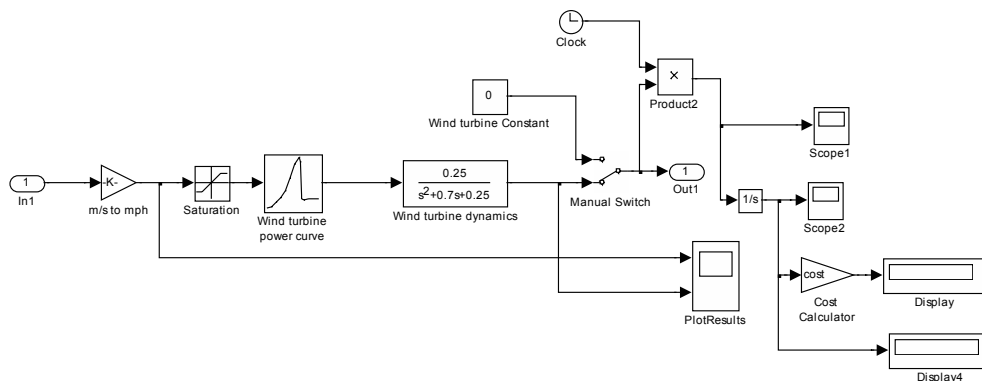 Clock
×
Product2
0
Wind turbine Constant
Scope1
1
In1
-K-
m/s to mph
Saturation
Wind turbine
power curve
0.25
s²+0.7s+0.25
Wind turbine dynamics
Manual Switch
1
Out1
1/s
Scope2
PlotResults
cost
Cost
Calculator
Display
Display4